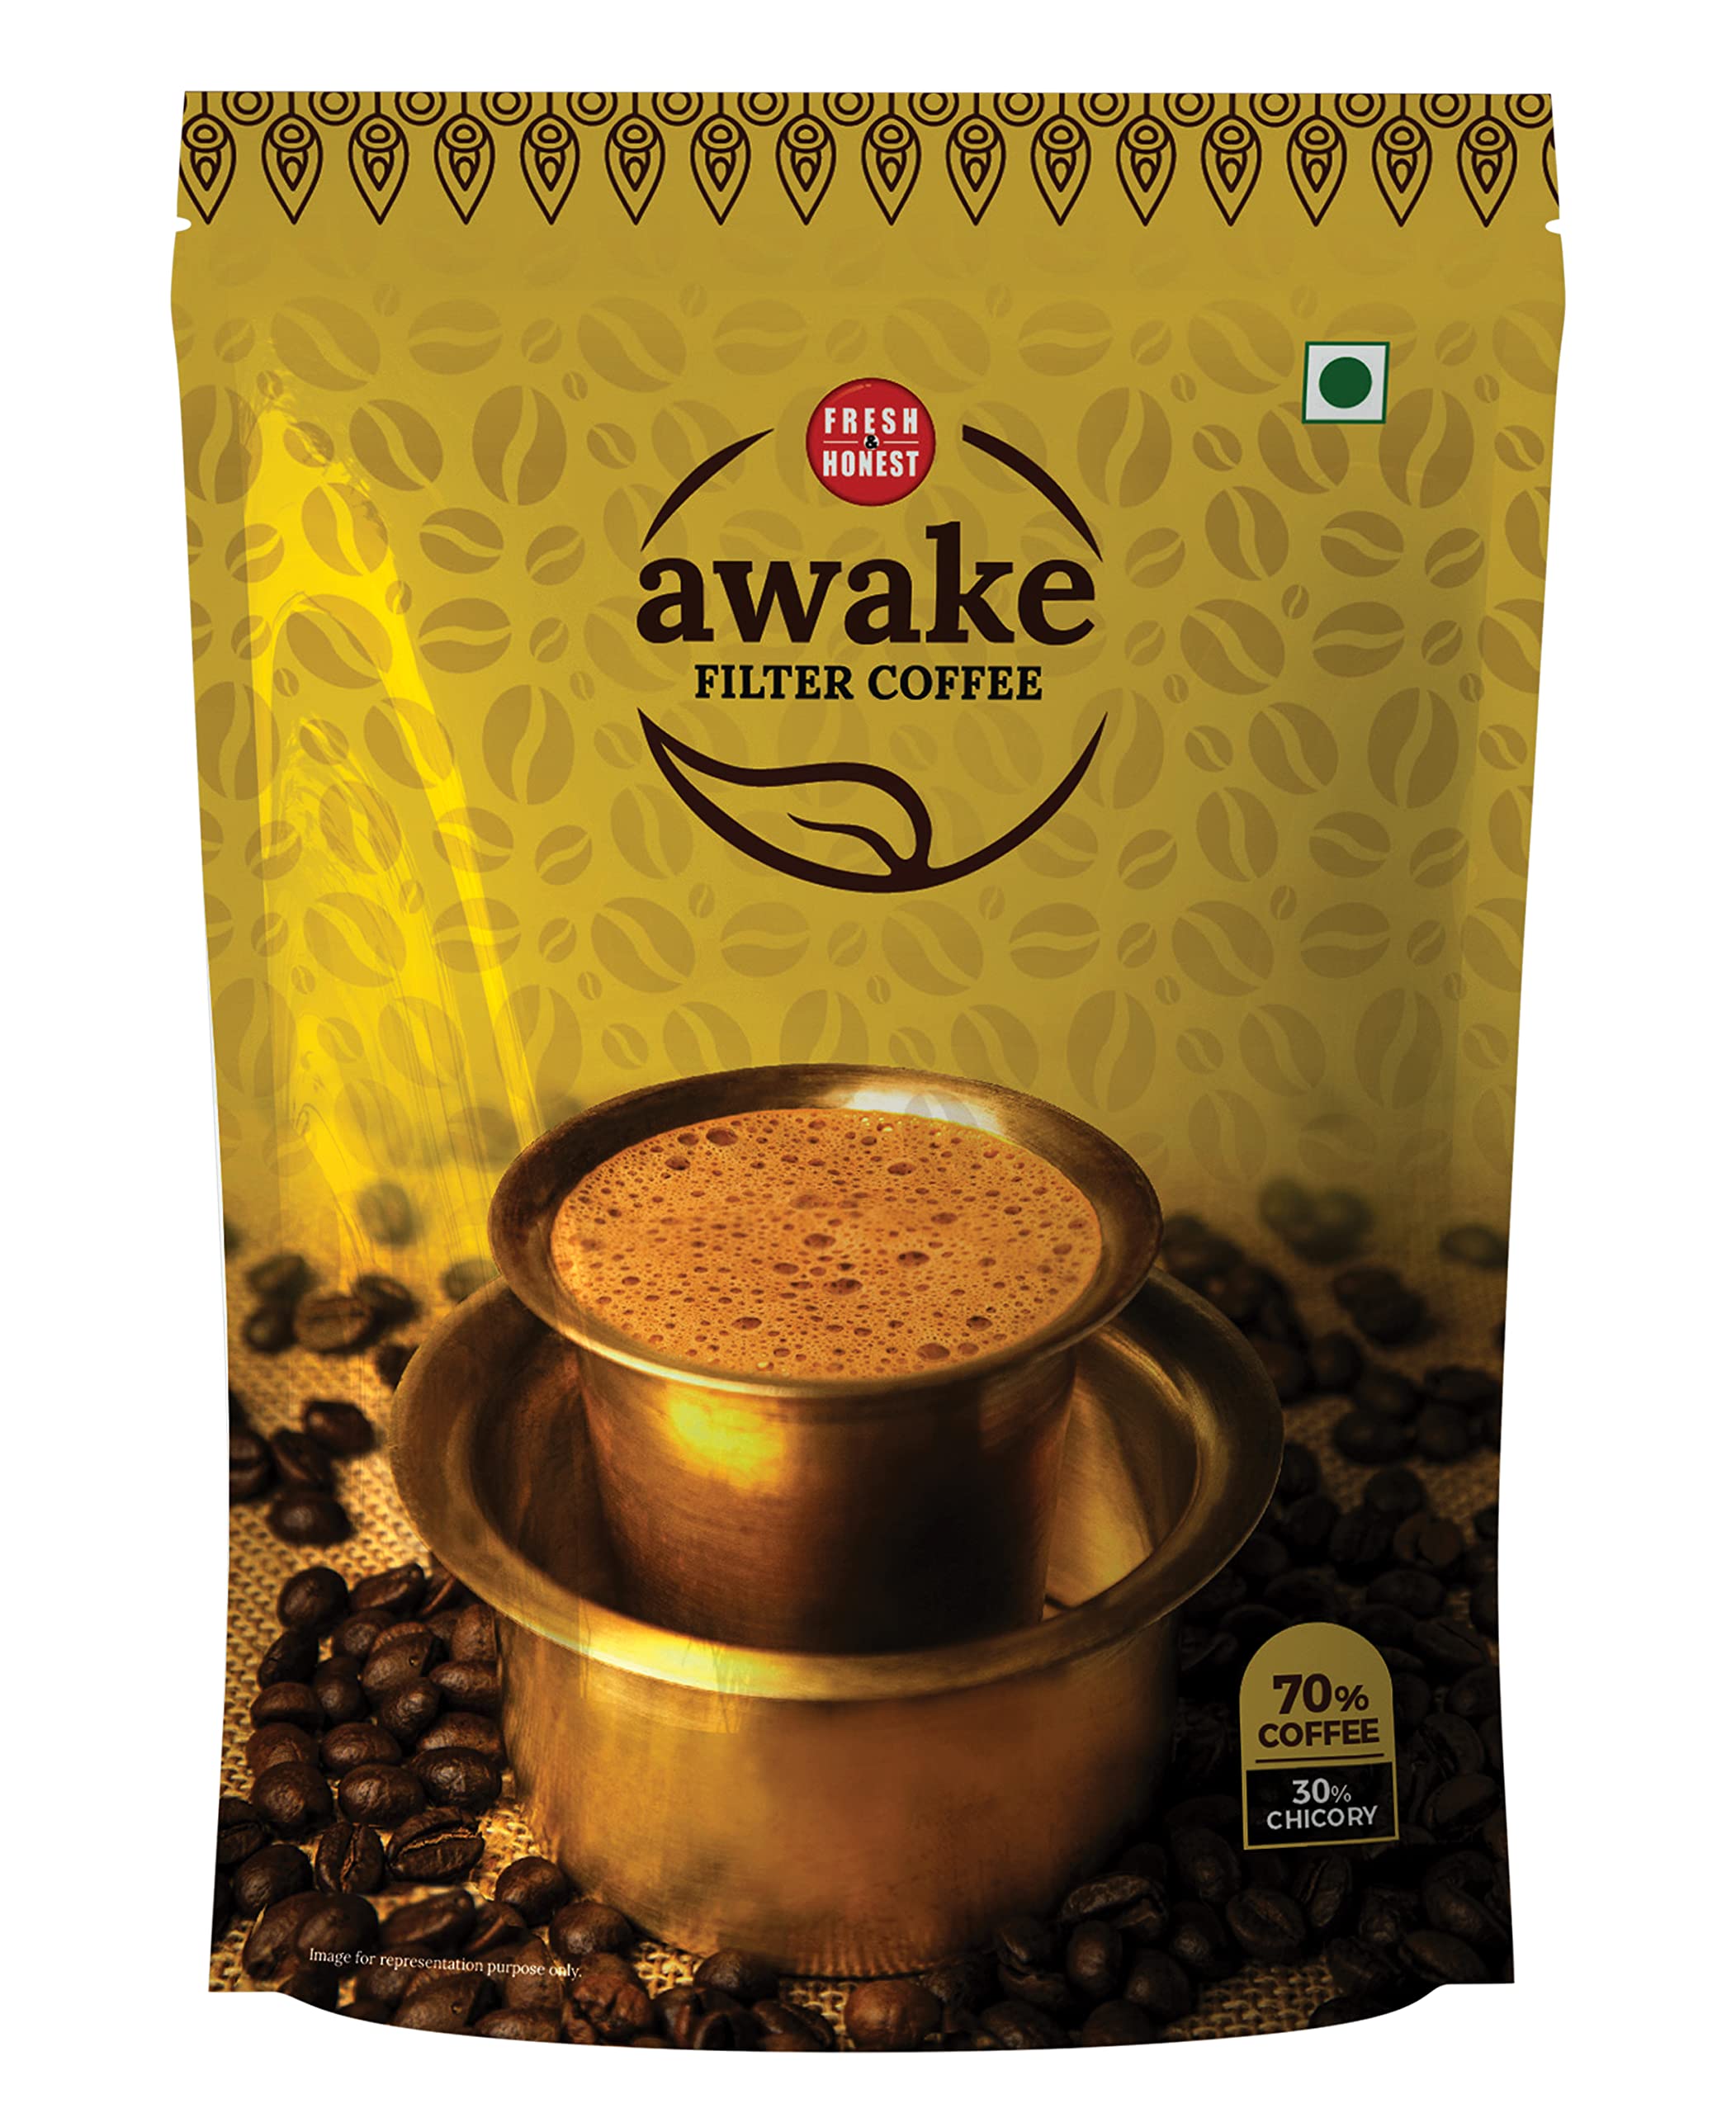 FRESH
&
HONEST
awake
FILTER COFFEE
70%
COFFEE
30%
CHICORY
Image for representation purpose only.